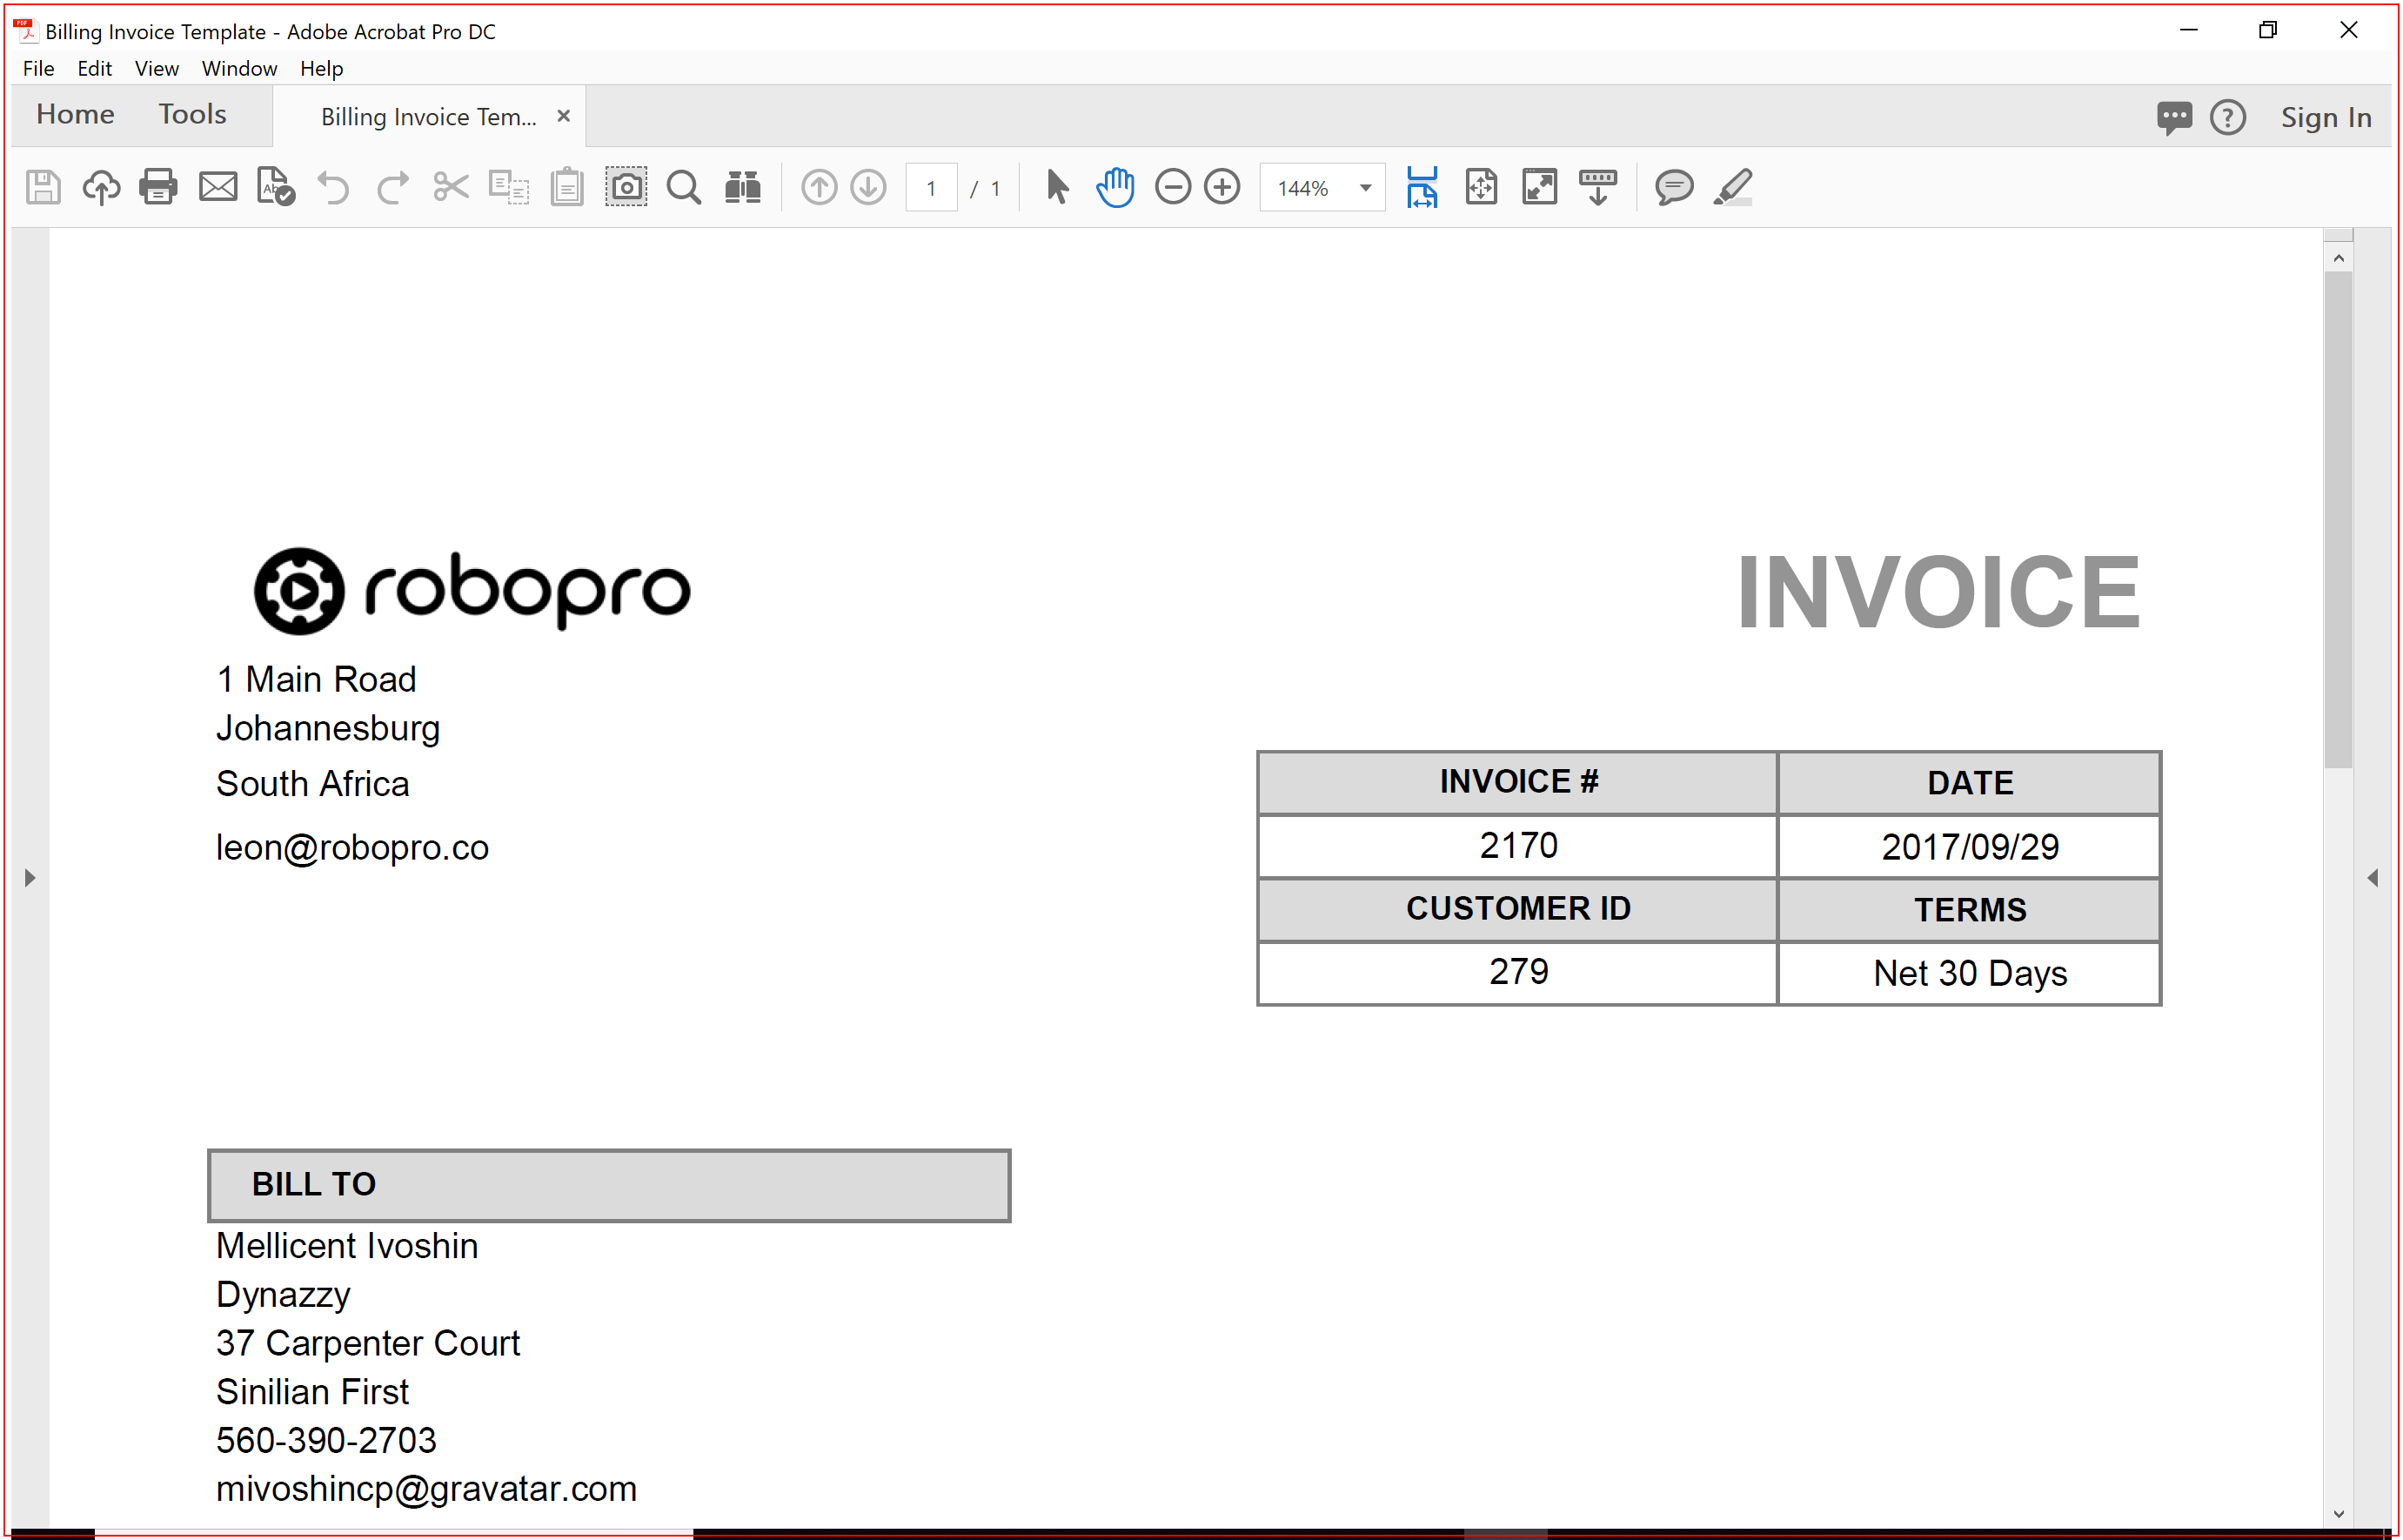 Billing Invoice Template - Adobe Acrobat Pro DC
File Edit View Window Help
Home Tools Billing Invoice Tem... Sign In
1 / 1 144%
robopro
INVOICE
1 Main Road
Johannesburg
South Africa
leon@robopro.co
INVOICE # DATE
2170 2017/09/29
CUSTOMER ID TERMS
279 Net 30 Days
BILL TO
Mellicent Ivoshin
Dynazzy
37 Carpenter Court
Sinilian First
560-390-2703
mivoshincp@gravatar.com